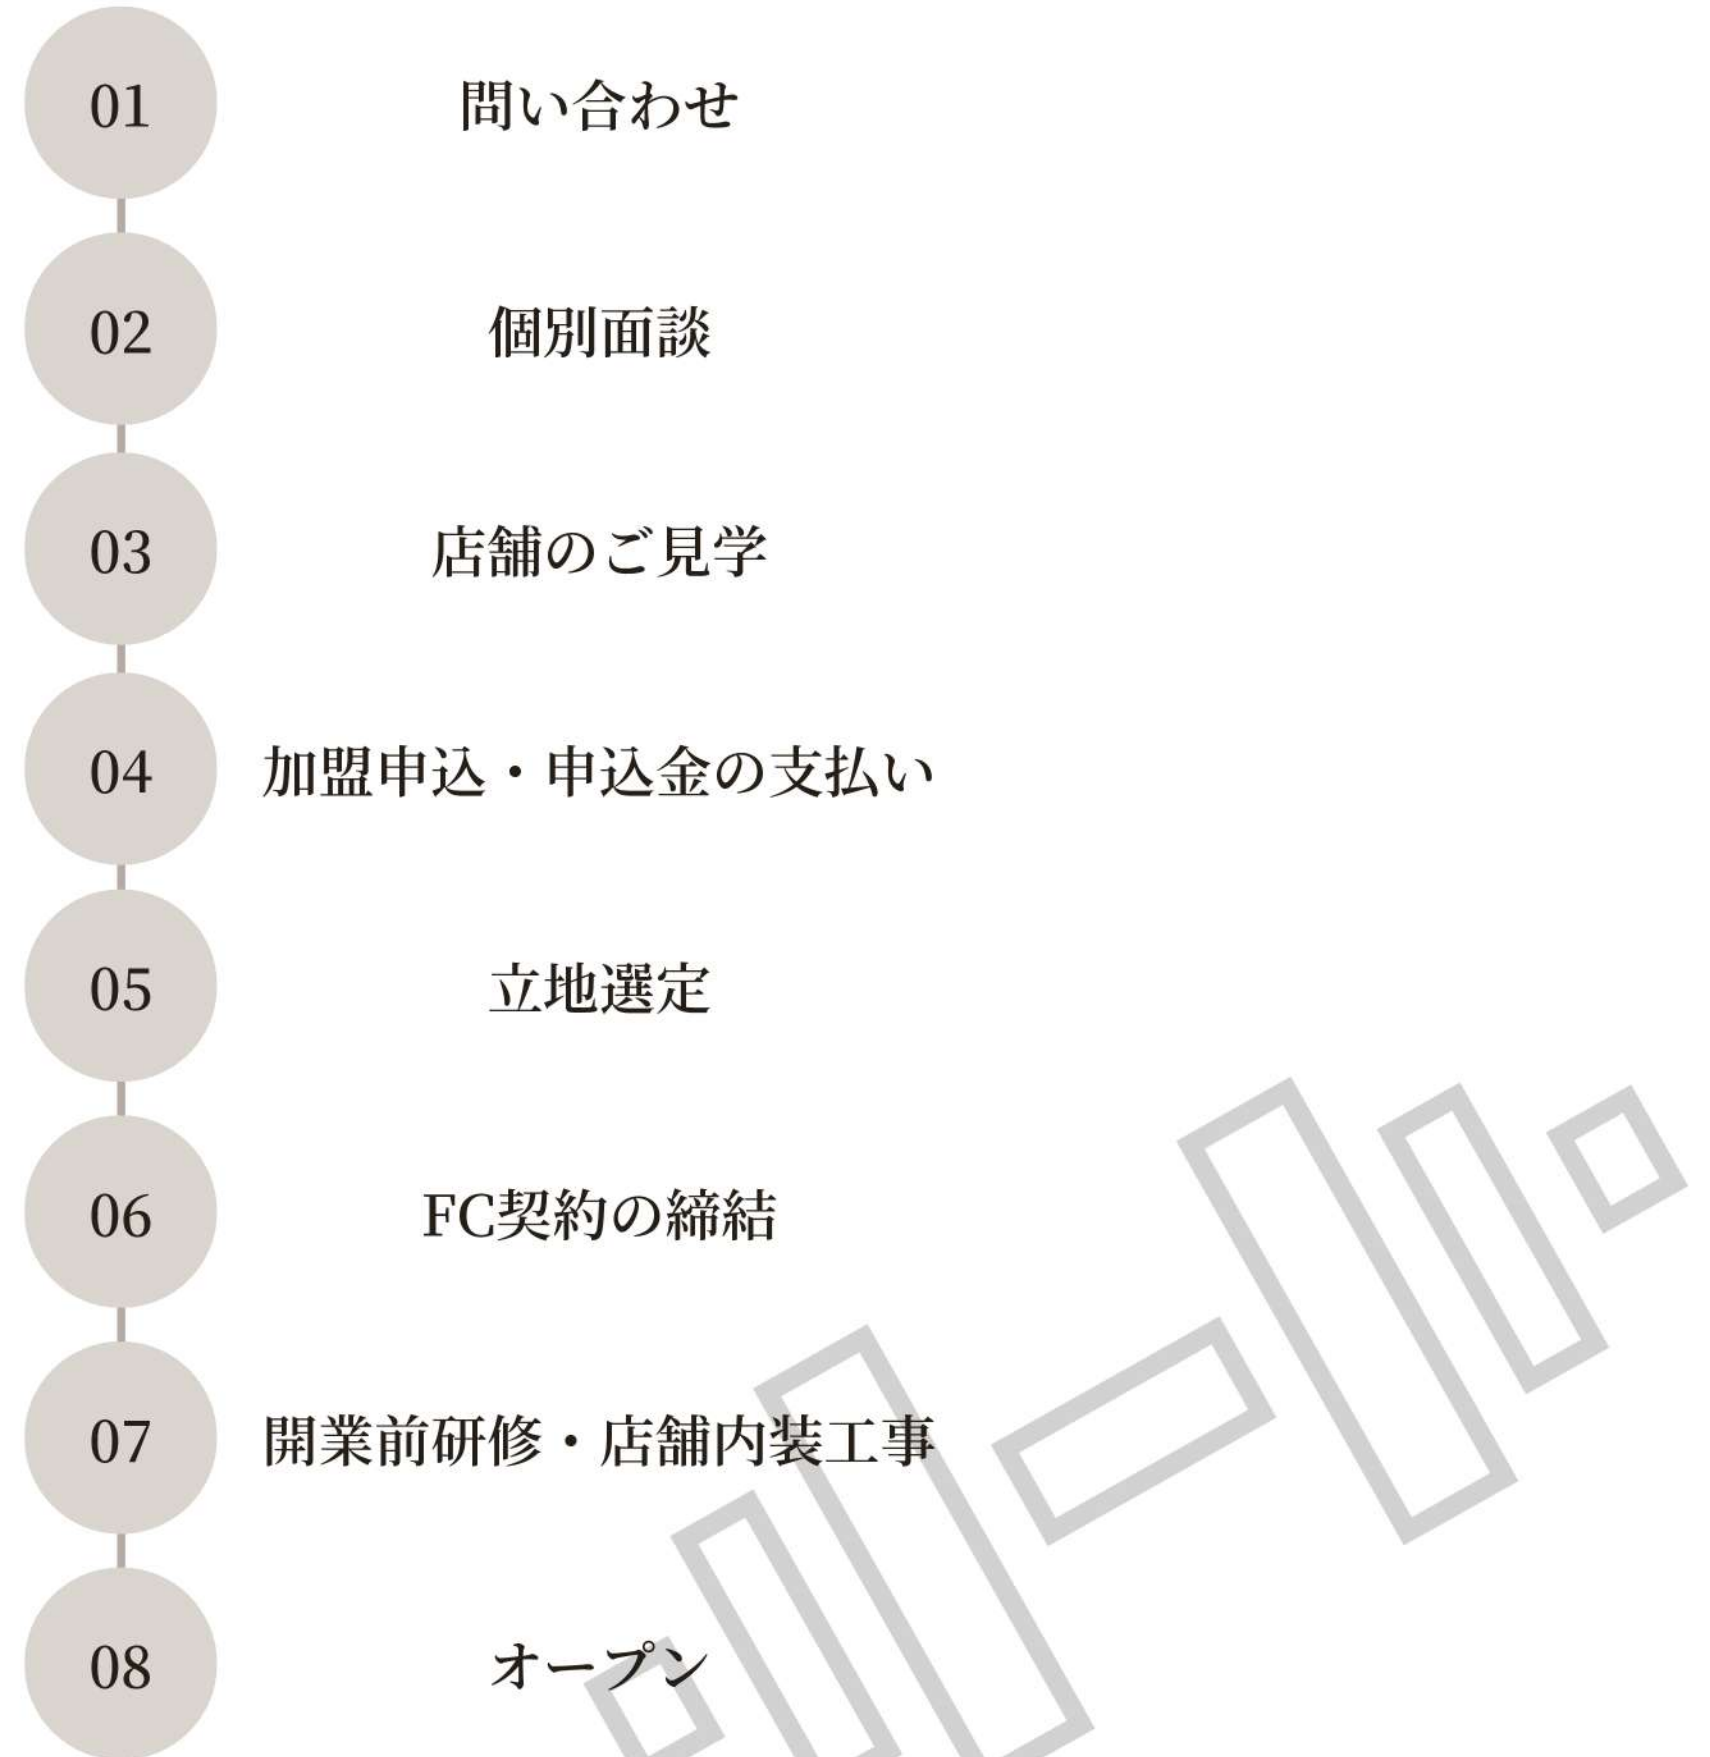 01 問い合わせ
02 個別面談
03 店舗のご見学
04 加盟申込・申込金の支払い
05 立地選定
06 FC契約の締結
07 開業前研修・店舗内装工事
08 オープン